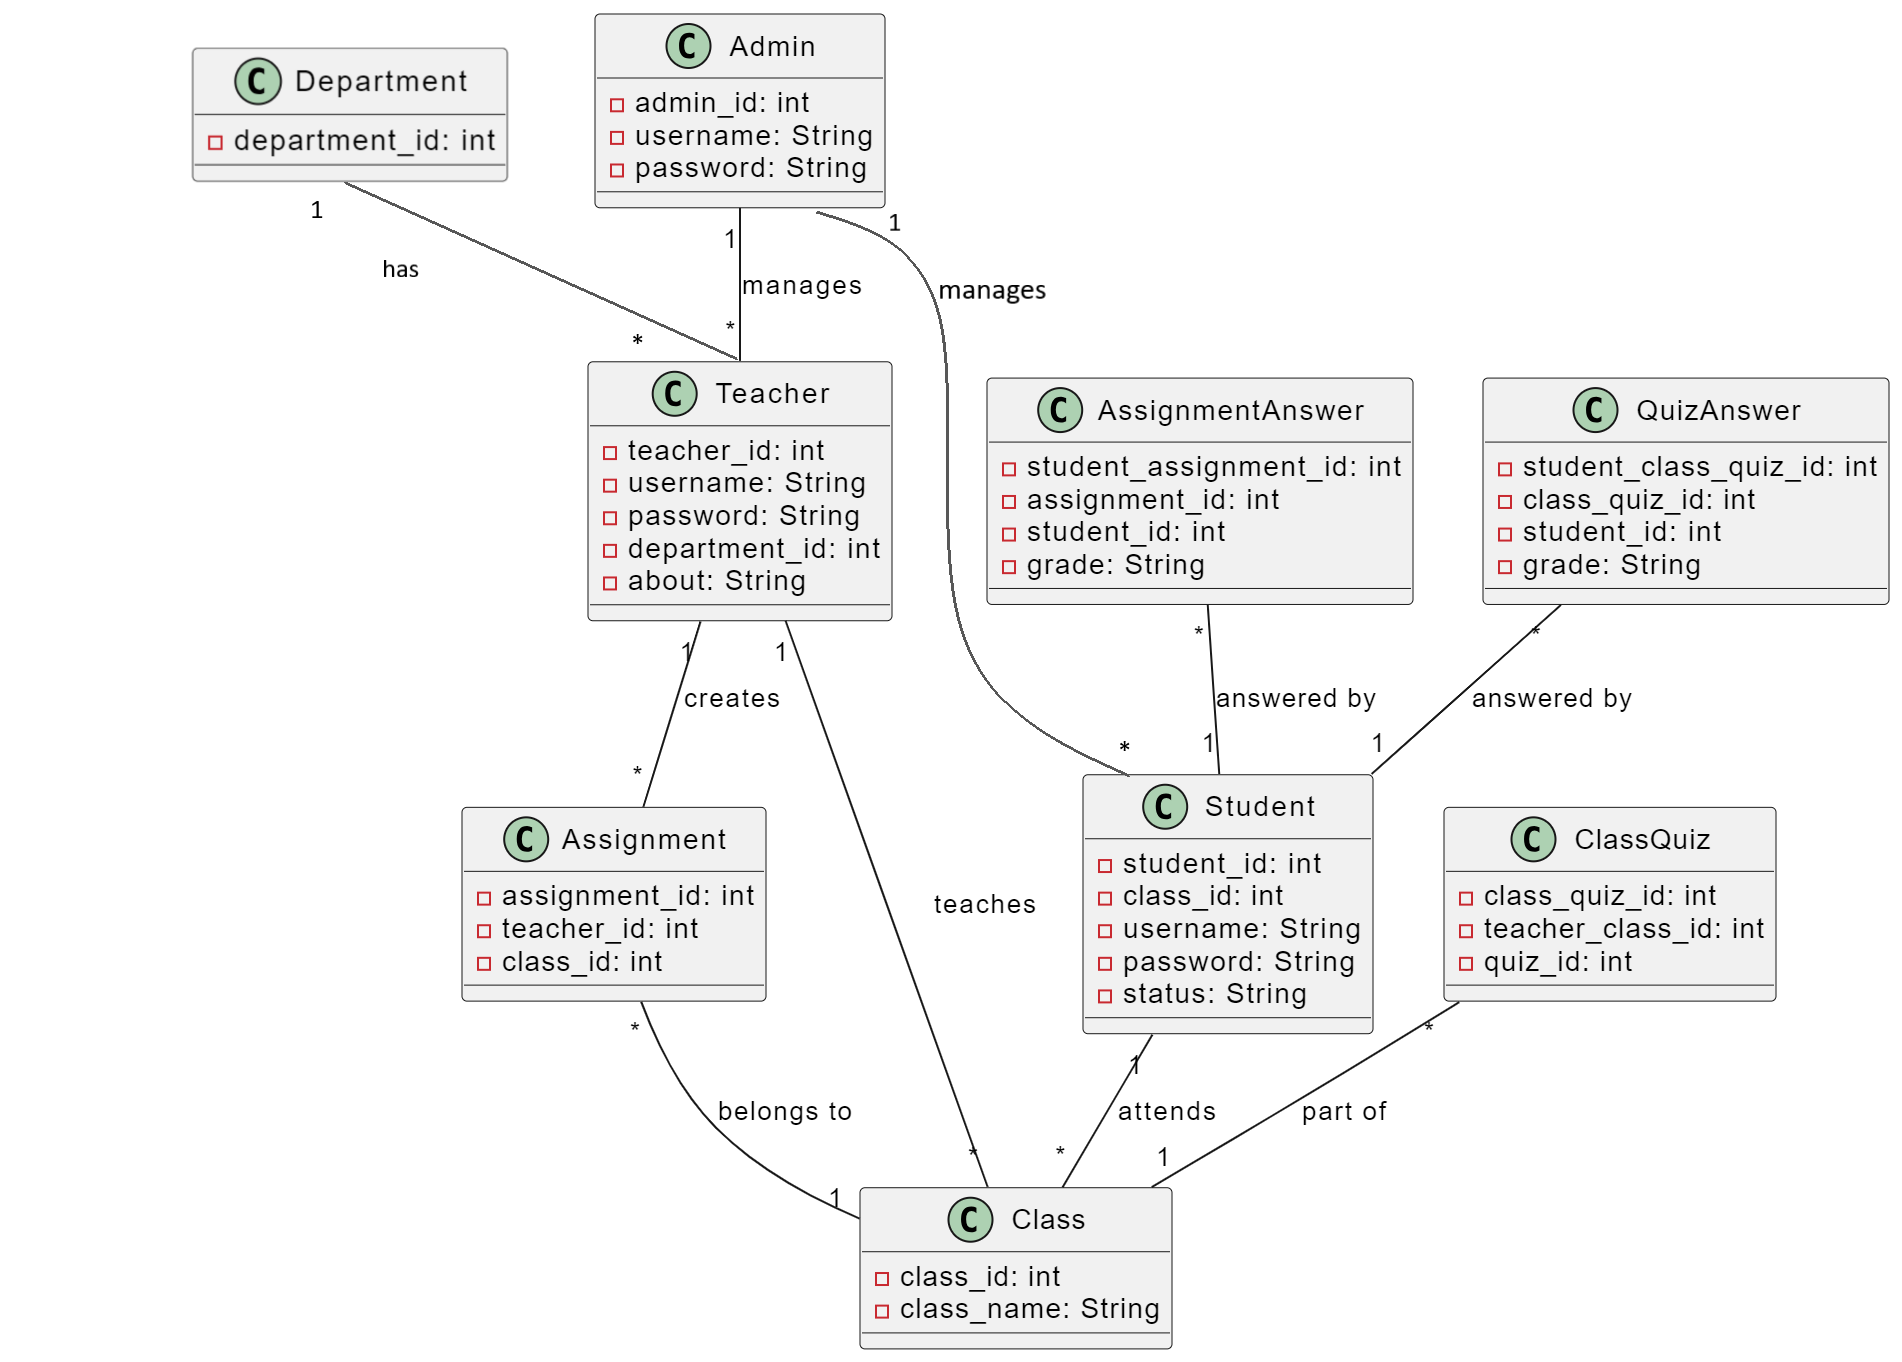 C Department
department_id: int
C Admin
admin_id: int
username: String
password: String
1
has
*
1
manages
*
1
manages
*
C Teacher
teacher_id: int
username: String
password: String
department_id: int
about: String
C AssignmentAnswer
student_assignment_id: int
assignment_id: int
student_id: int
grade: String
C QuizAnswer
student_class_quiz_id: int
class_quiz_id: int
student_id: int
grade: String
1
creates
*
1
teaches
*
*
answered by
1
*
answered by
1
C Assignment
assignment_id: int
teacher_id: int
class_id: int
C Student
student_id: int
class_id: int
username: String
password: String
status: String
C ClassQuiz
class_quiz_id: int
teacher_class_id: int
quiz_id: int
*
belongs to
1
1
attends
*
*
part of
1
C Class
class_id: int
class_name: String